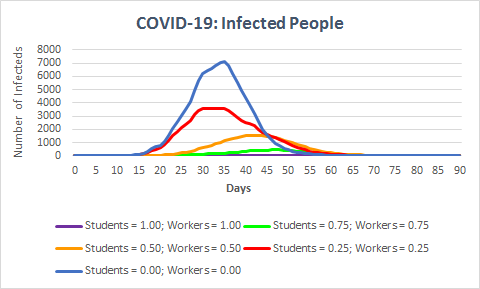 COVID-19: Infected People
Number of Infecteds
8000
7000
6000
5000
4000
3000
2000
1000
0
0 5 10 15 20 25 30 35 40 45 50 55 60 65 70 75 80 85 90
Days
Students = 1.00; Workers = 1.00 Students = 0.75; Workers = 0.75
Students = 0.50; Workers = 0.50 Students = 0.25; Workers = 0.25
Students = 0.00; Workers = 0.00